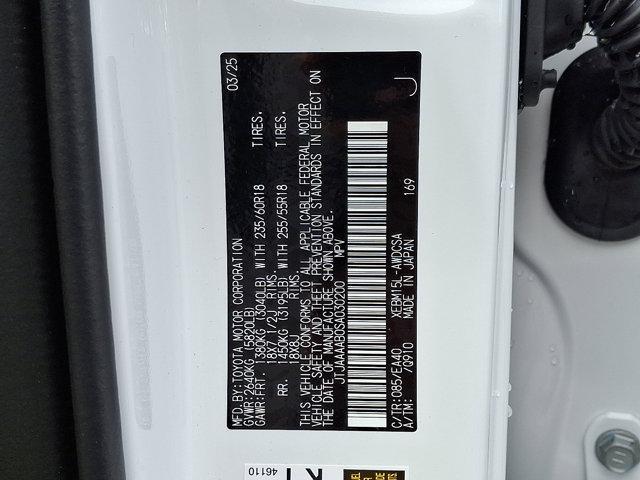 MFD.BY:TOYOTA MOTOR CORPORATION 03/25
GVWR:2640KG (5820LB)
GAWR:FRT. 1380KG (3040LB) WITH 235/60R18 TIRES.
18X7 1/2J RIMS.
RR. 1450KG (3195LB) WITH 255/55R18 TIRES.
18X8J RIMS.
THIS VEHICLE CONFORMS TO ALL APPLICABLE FEDERAL MOTOR
VEHICLE SAFETY AND THEFT PREVENTION STANDARDS IN EFFECT ON
THE DATE OF MANUFACTURE SHOWN ABOVE.
JTJAAAAB0SA030200 MPV
C/TR:085/EA40 XEBM15L-AWDCSA
A/TM: /Q910 MADE IN JAPAN 169 J
46110